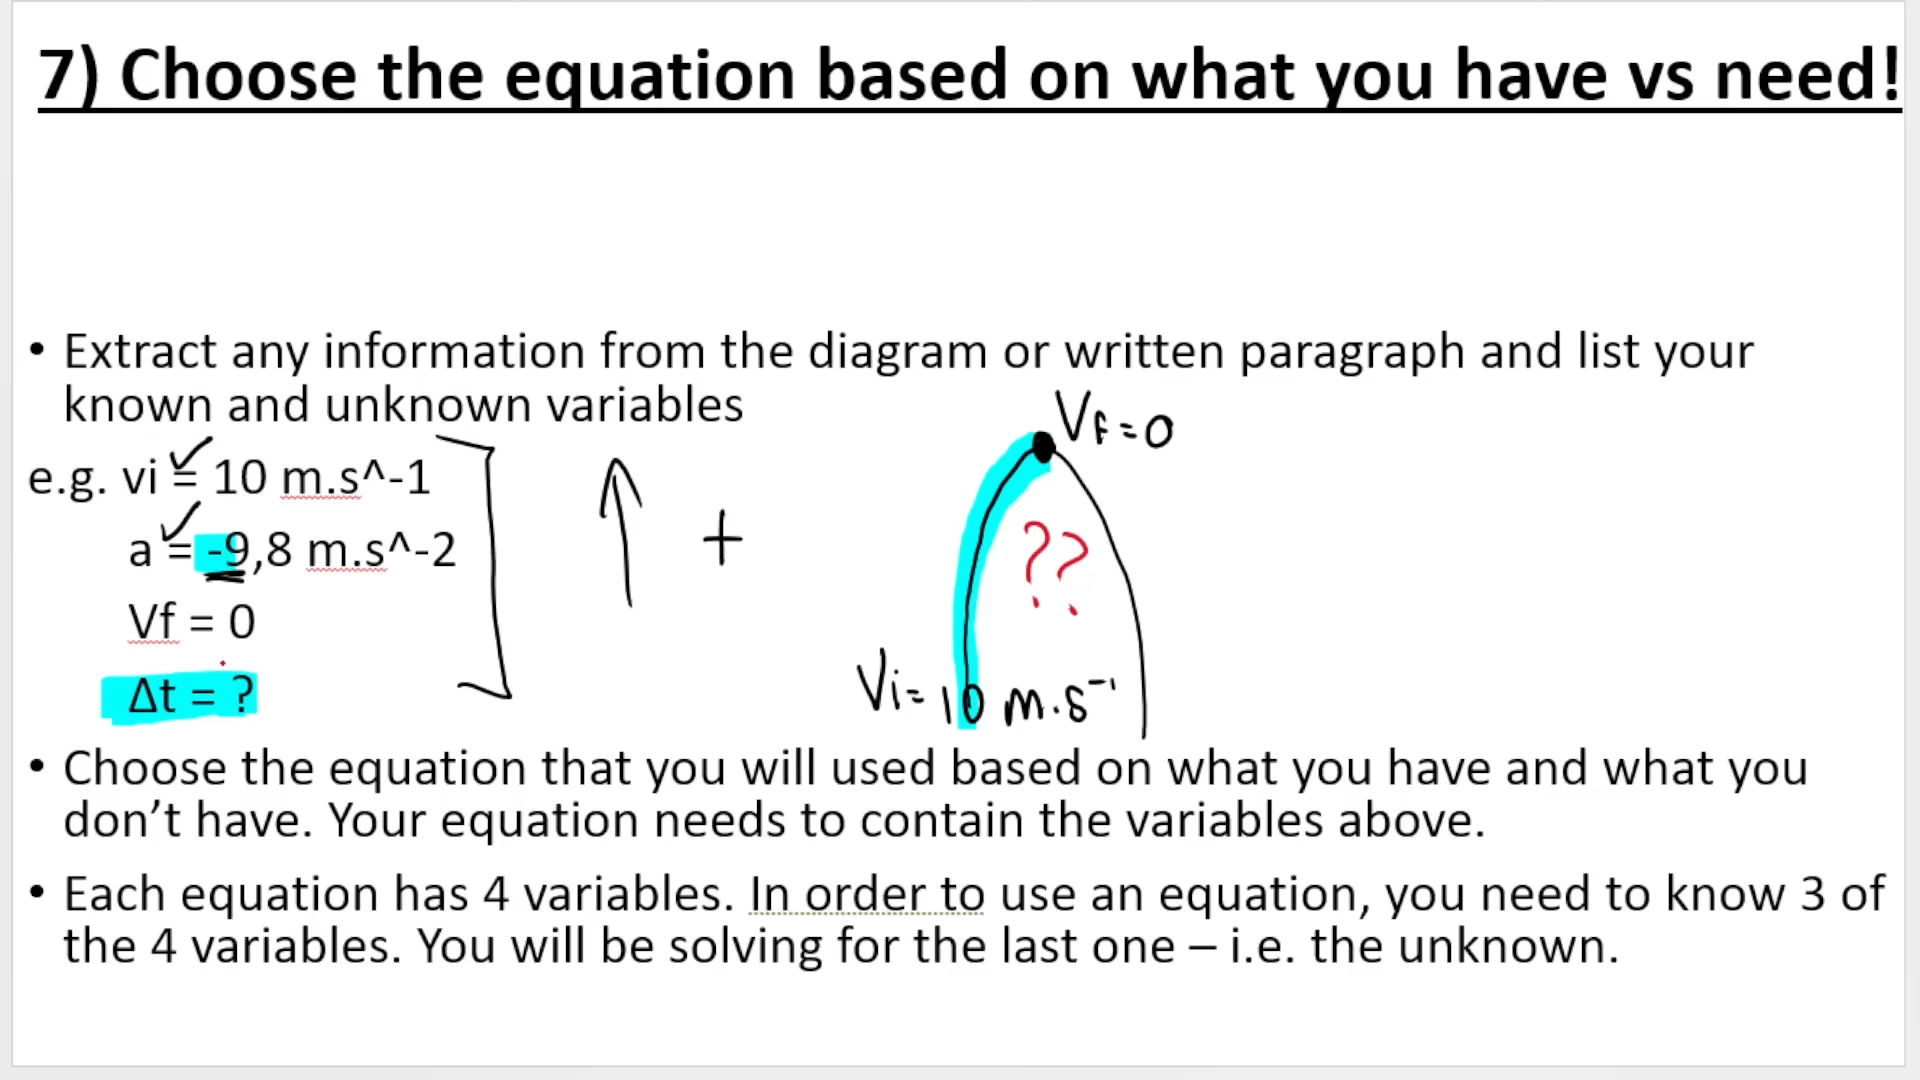 7) Choose the equation based on what you have vs need!
• Extract any information from the diagram or written paragraph and list your
known and unknown variables
e.g. vi = 10 m.s^-1
a = -9,8 m.s^-2
Vf = 0
Δt = ?
+
Vf = 0
??
Vi = 10 m.s⁻¹
• Choose the equation that you will used based on what you have and what you
don’t have. Your equation needs to contain the variables above.
• Each equation has 4 variables. In order to use an equation, you need to know 3 of
the 4 variables. You will be solving for the last one – i.e. the unknown.